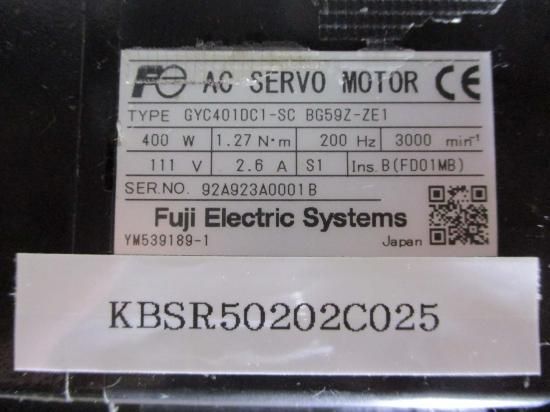 Fe AC SERVO MOTOR CE
TYPE GYC401DC1-SC BG59Z-ZE1
400 W 1.27 N·m 200 Hz 3000 min⁻¹
111 V 2.6 A S1 Ins. B(FD01MB)
SER.NO. 92A923A0001B
Fuji Electric Systems
YM539189-1 Japan
KBSR50202C025